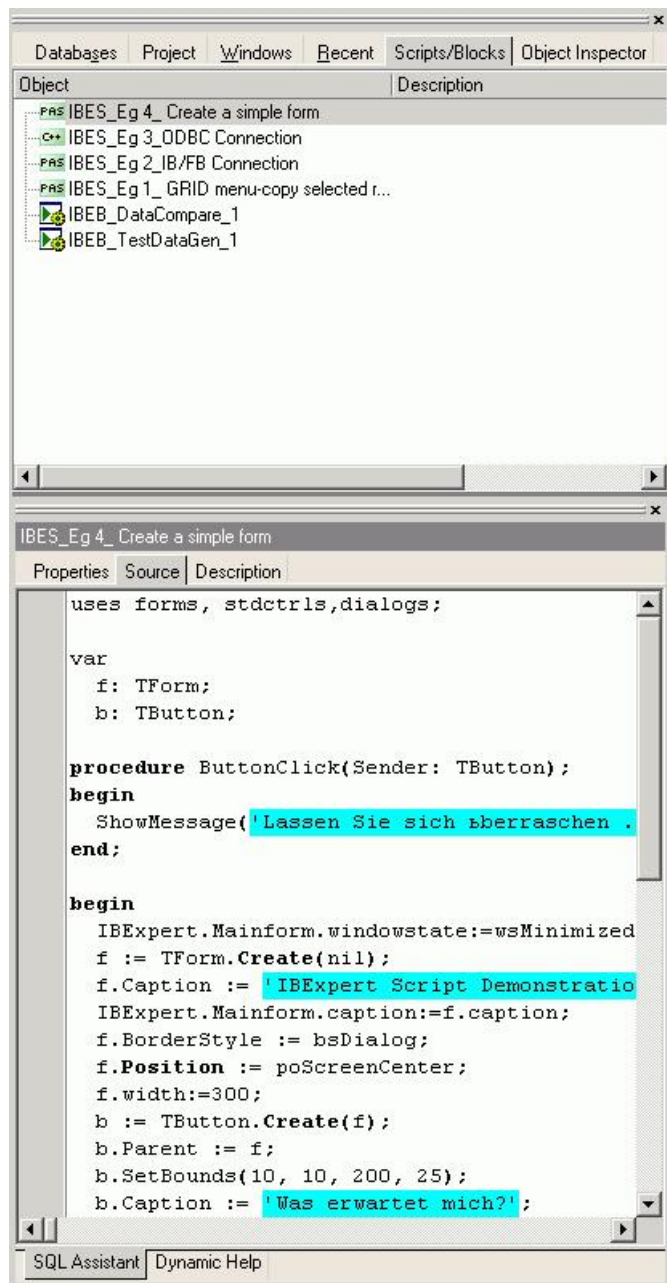 Databases Project Windows Recent Scripts/Blocks Object Inspector
Object Description
PAS IBES_Eg 4_ Create a simple form
C++ IBES_Eg 3_ODBC Connection
PAS IBES_Eg 2_IB/FB Connection
PAS IBES_Eg 1_ GRID menu-copy selected r...
IBEB_DataCompare_1
IBEB_TestDataGen_1
IBES_Eg 4_ Create a simple form
Properties Source Description
uses forms, stdctrls,dialogs;
var
f: TForm;
b: TButton;
procedure ButtonClick(Sender: TButton);
begin
ShowMessage('Lassen Sie sich ьberraschen .
end;
begin
IBExpert.Mainform.windowstate:=wsMinimized
f := TForm.Create(nil);
f.Caption := 'IBExpert Script Demonstratio
IBExpert.Mainform.caption:=f.caption;
f.BorderStyle := bsDialog;
f.Position := poScreenCenter;
f.width:=300;
b := TButton.Create(f);
b.Parent := f;
b.SetBounds(10, 10, 200, 25);
b.Caption := 'Was erwartet mich?';
SQL Assistant Dynamic Help